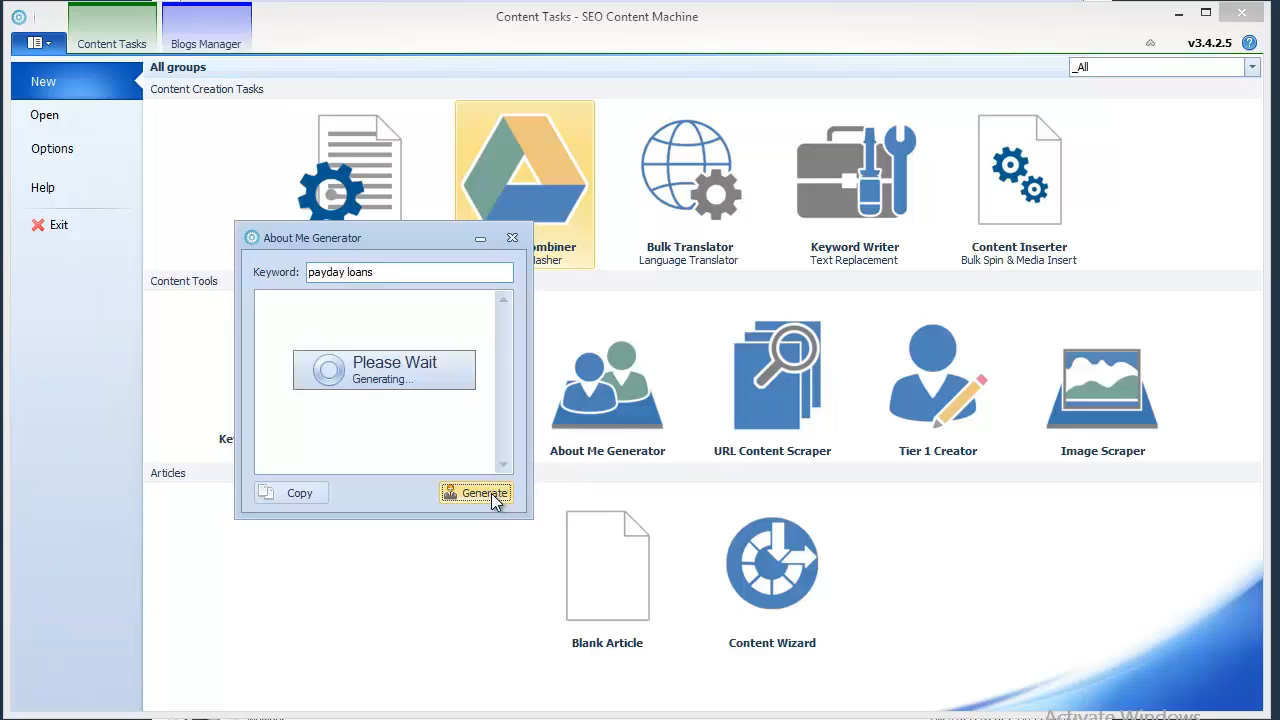 Content Tasks - SEO Content Machine
Content Tasks
Blogs Manager
v3.4.2.5
New
Open
Options
Help
Exit
All groups
_All
Content Creation Tasks
Bulk Translator
Language Translator
Keyword Writer
Text Replacement
Content Inserter
Bulk Spin & Media Insert
About Me Generator
Keyword: payday loans
Please Wait
Generating...
Copy
Generate
Content Tools
About Me Generator
URL Content Scraper
Tier 1 Creator
Image Scraper
Articles
Blank Article
Content Wizard
Activate Windows